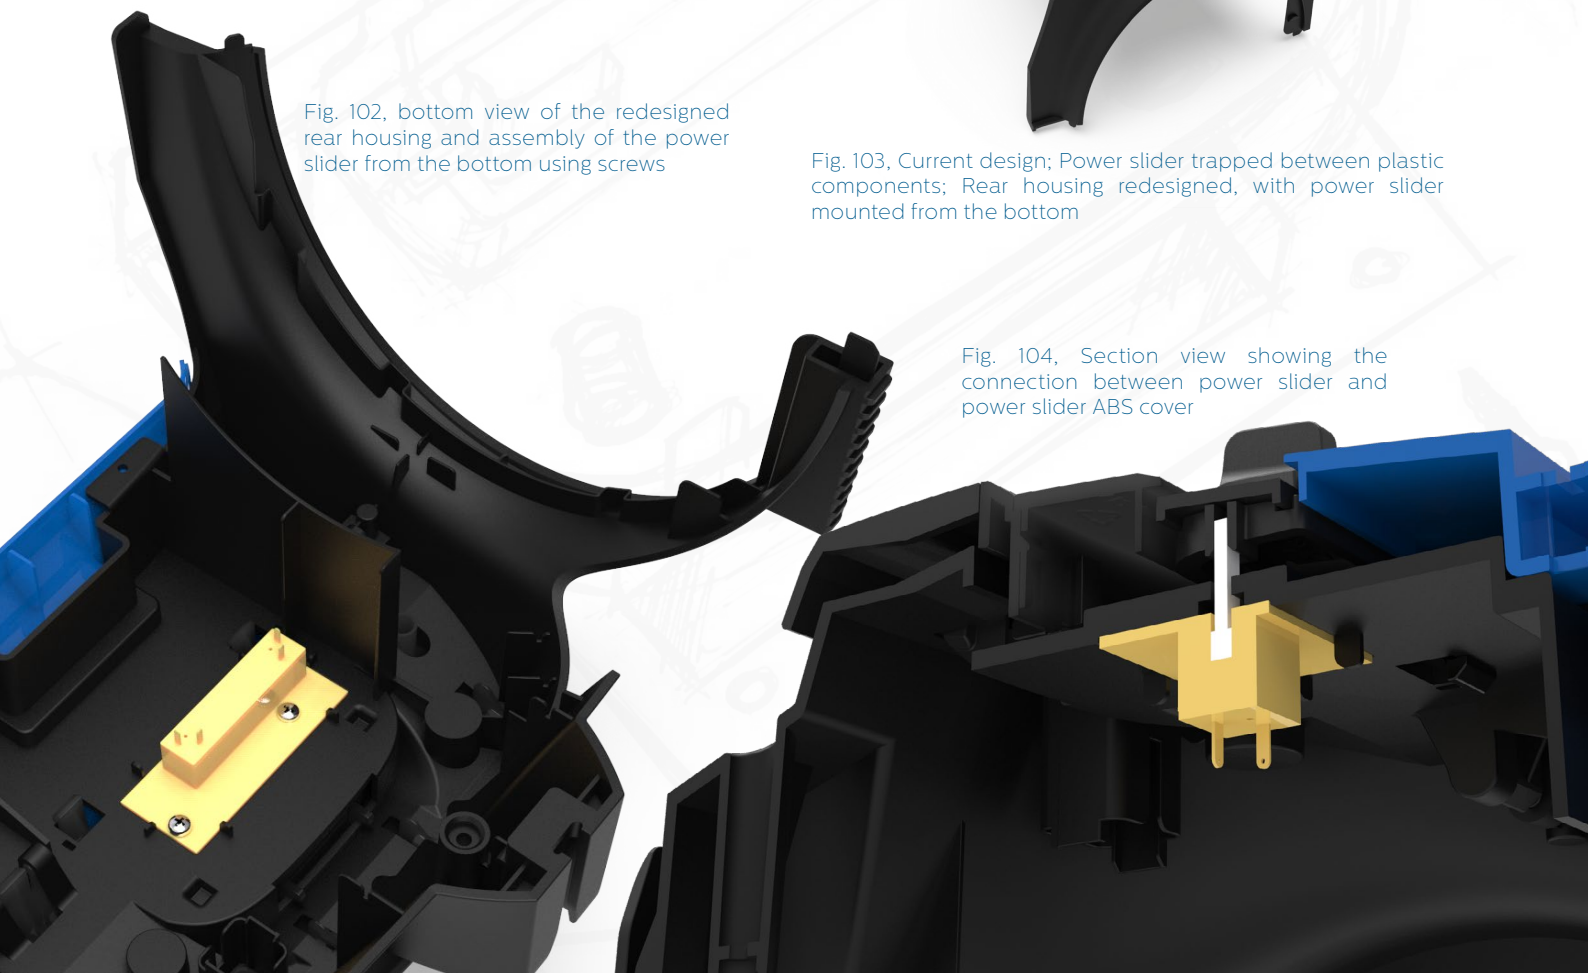 Fig. 102, bottom view of the redesigned
rear housing and assembly of the power
slider from the bottom using screws
Fig. 103, Current design; Power slider trapped between plastic
components; Rear housing redesigned, with power slider
mounted from the bottom
Fig. 104, Section view showing the
connection between power slider and
power slider ABS cover